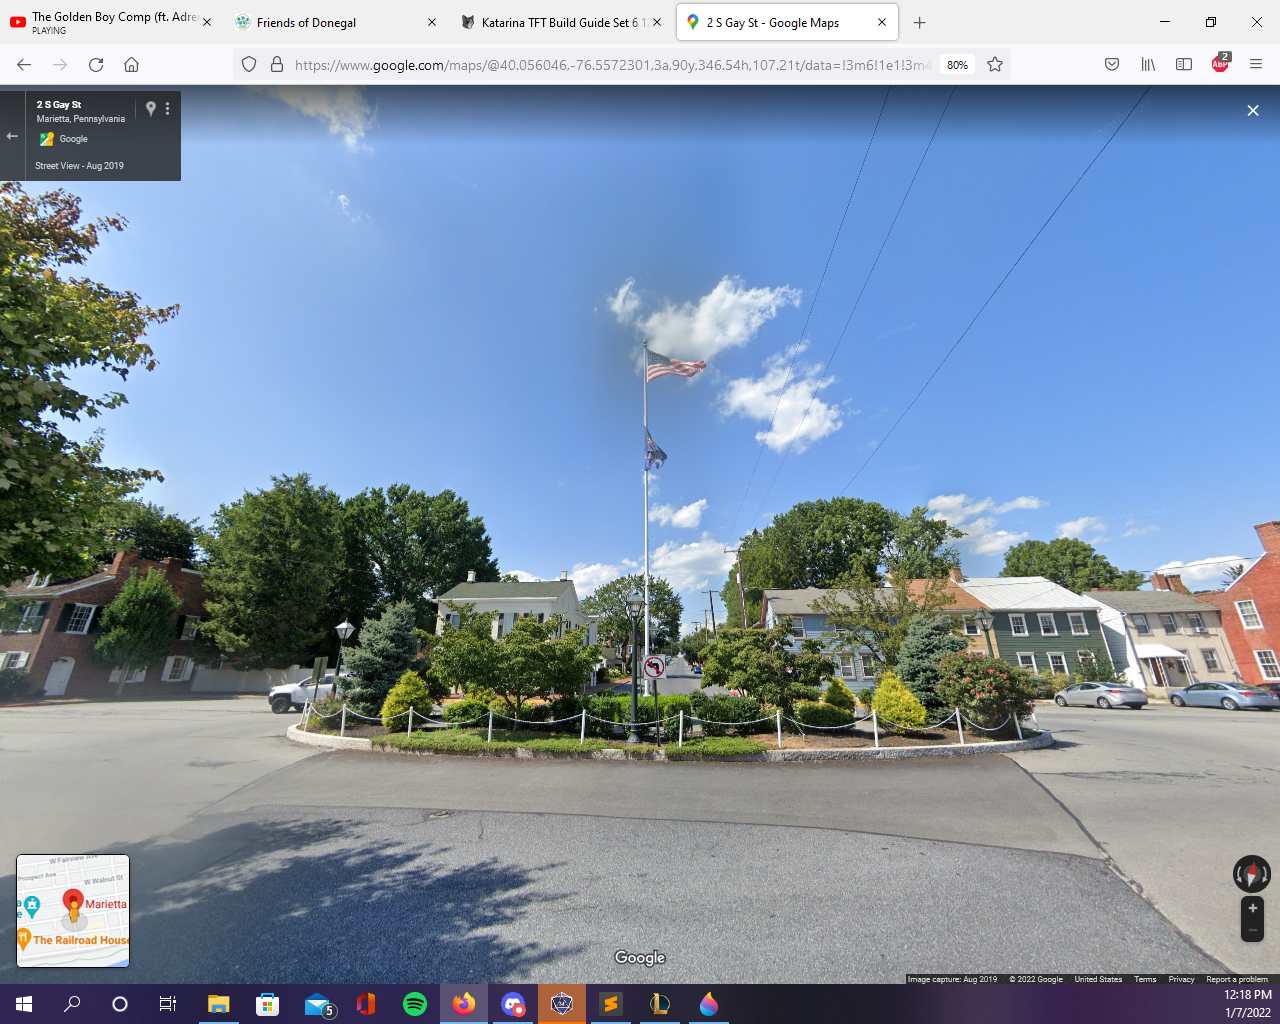 The Golden Boy Comp (ft. Adre
PLAYING
Friends of Donegal
Katarina TFT Build Guide Set 6 1
2 S Gay St - Google Maps
https://www.google.com/maps/@40.056046,-76.5572301,3a,90y,346.54h,107.21t/data=!3m6!1e1!3m4
80%
ABP
2
2 S Gay St
Marietta, Pennsylvania
Google
Street View - Aug 2019
W Fairview Ave
Prospect Ave
W Walnut St
Marietta
The Railroad House
Google
Image capture: Aug 2019 © 2022 Google United States Terms Privacy Report a problem
5
12:18 PM
1/7/2022